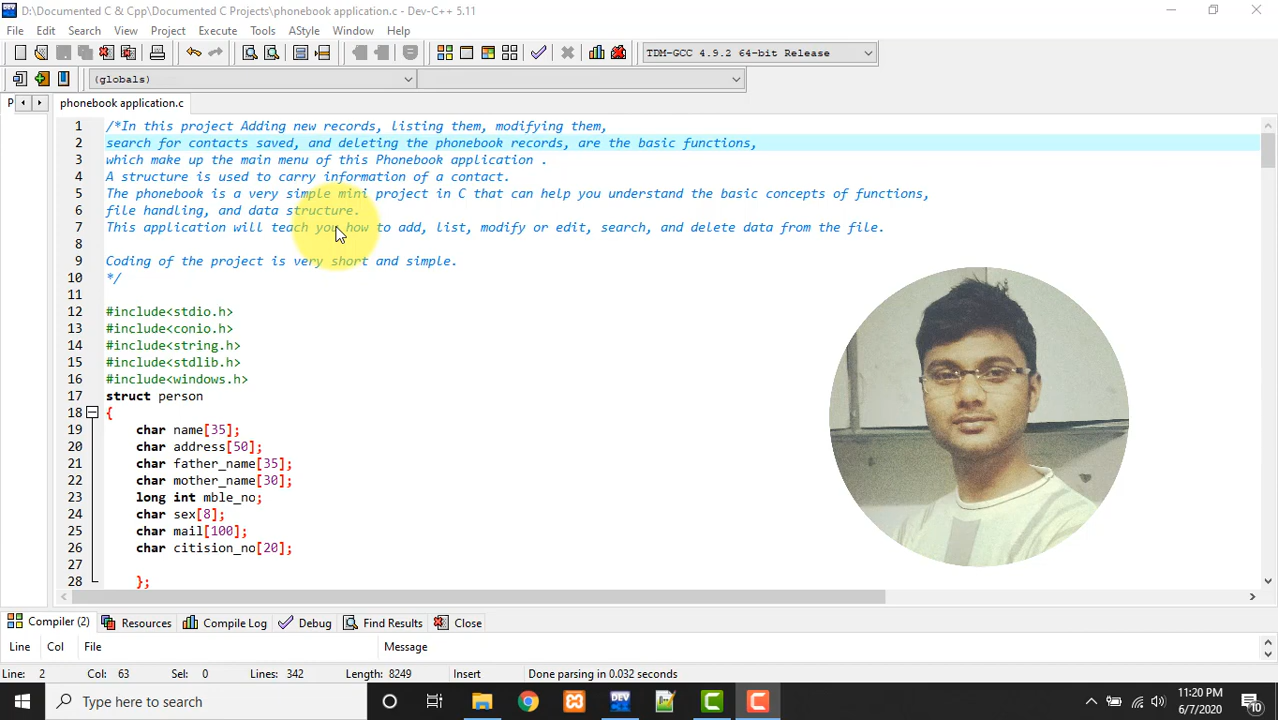 D:\Documented C & Cpp\Documented C Projects\phonebook application.c - Dev-C++ 5.11
File Edit Search View Project Execute Tools AStyle Window Help
TDM-GCC 4.9.2 64-bit Release
(globals)
P phonebook application.c
1 /*In this project Adding new records, listing them, modifying them,
2 search for contacts saved, and deleting the phonebook records, are the basic functions,
3 which make up the main menu of this Phonebook application .
4 A structure is used to carry information of a contact.
5 The phonebook is a very simple mini project in C that can help you understand the basic concepts of functions,
6 file handling, and data structure.
7 This application will teach you how to add, list, modify or edit, search, and delete data from the file.
8
9 Coding of the project is very short and simple.
10 */
11
12 #include<stdio.h>
13 #include<conio.h>
14 #include<string.h>
15 #include<stdlib.h>
16 #include<windows.h>
17 struct person
18 {
19 char name[35];
20 char address[50];
21 char father_name[35];
22 char mother_name[30];
23 long int mble_no;
24 char sex[8];
25 char mail[100];
26 char citision_no[20];
27
28 };
Compiler (2) Resources Compile Log Debug Find Results Close
Line Col File Message
Line: 2 Col: 63 Sel: 0 Lines: 342 Length: 8249 Insert Done parsing in 0.032 seconds
Type here to search
DEV
11:20 PM
6/7/2020
10